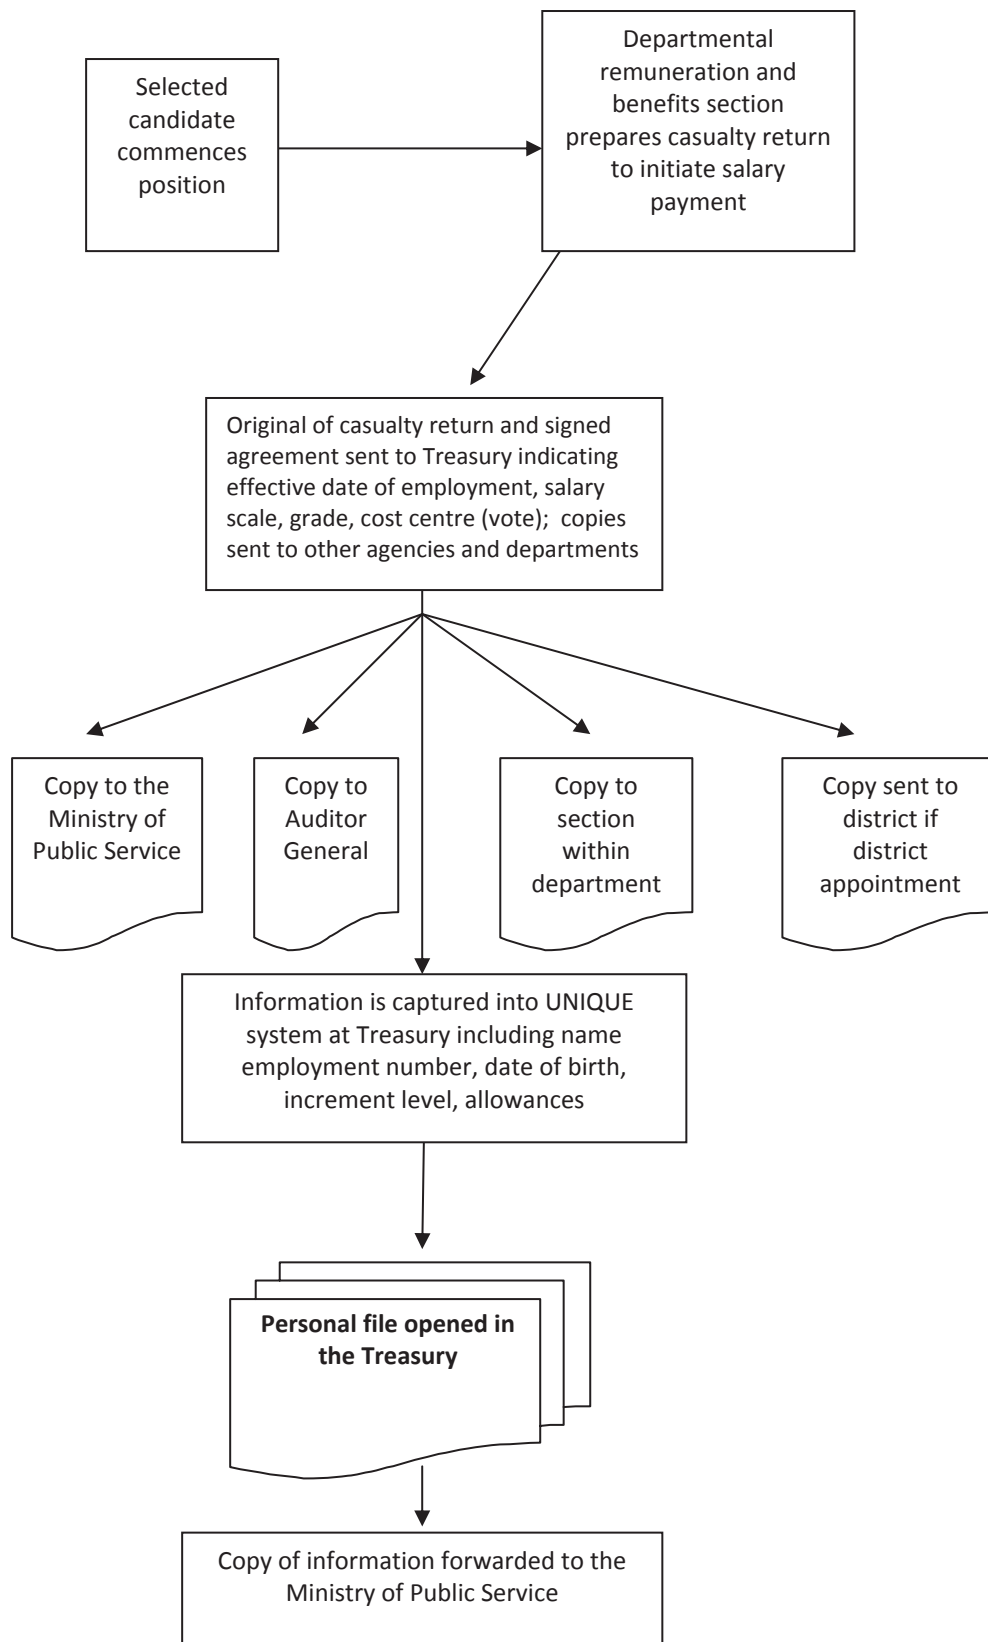 Selected
candidate
commences
position
Departmental
remuneration and
benefits section
prepares casualty return
to initiate salary
payment
Original of casualty return and signed
agreement sent to Treasury indicating
effective date of employment, salary
scale, grade, cost centre (vote);  copies
sent to other agencies and departments
Copy to the
Ministry of
Public Service
Copy to
Auditor
General
Copy to
section
within
department
Copy sent to
district if
district
appointment
Information is captured into UNIQUE
system at Treasury including name
employment number, date of birth,
increment level, allowances
Personal file opened in
the Treasury
Copy of information forwarded to the
Ministry of Public Service